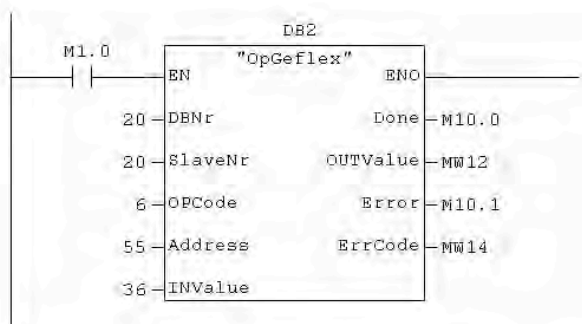 DB2
M1.0
"OpGeflex"
EN ENO
20 DBNr Done M10.0
20 SlaveNr OUTValue MW12
6 OPCode Error M10.1
55 Address ErrCode MW14
36 INValue